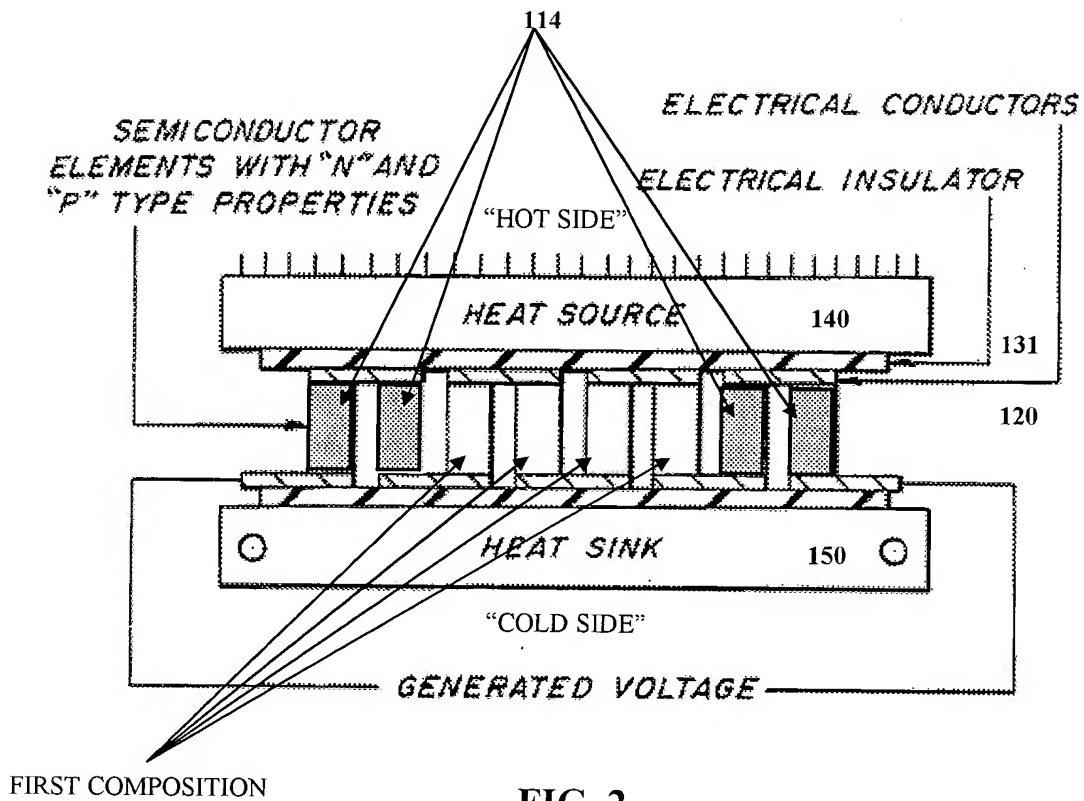 114
ELECTRICAL CONDUCTORS
SEMICONDUCTOR
ELEMENTS WITH "N" AND
"P" TYPE PROPERTIES
ELECTRICAL INSULATOR
"HOT SIDE"
HEAT SOURCE 140
131
120
HEAT SINK 150
"COLD SIDE"
GENERATED VOLTAGE
FIRST COMPOSITION
FIG. 2